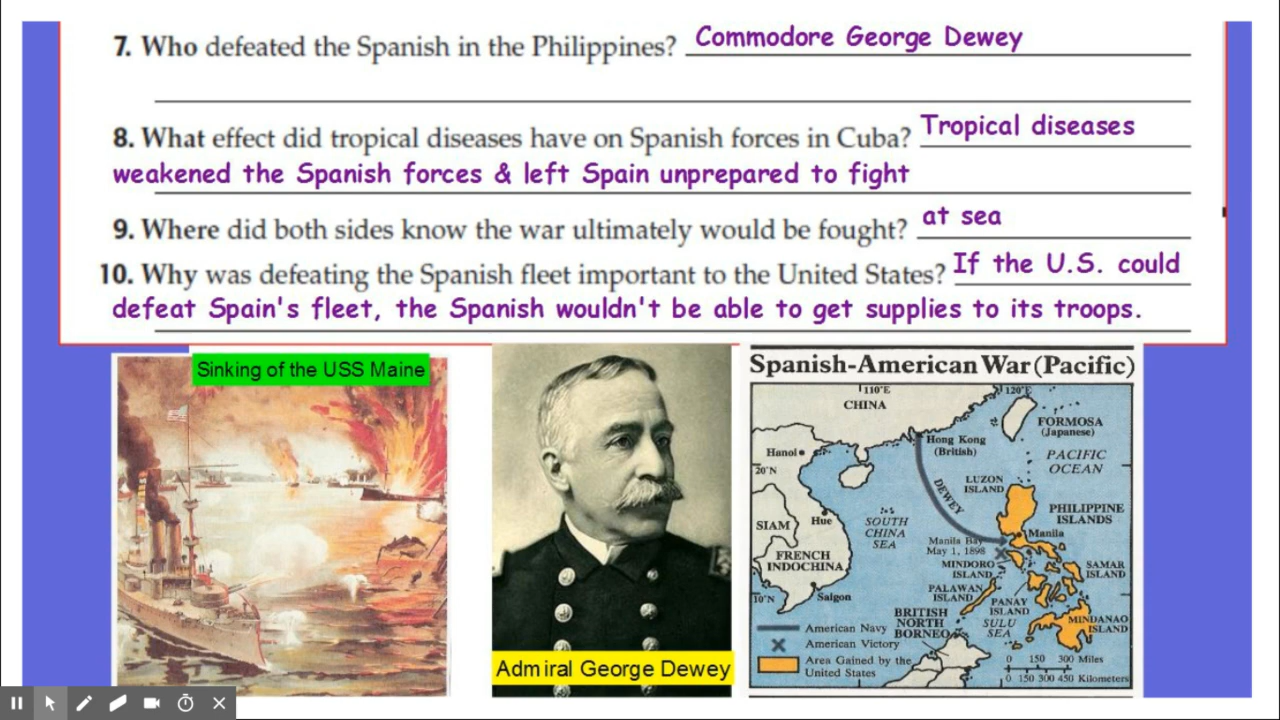 7. Who defeated the Spanish in the Philippines? Commodore George Dewey
8. What effect did tropical diseases have on Spanish forces in Cuba? Tropical diseases
weakened the Spanish forces & left Spain unprepared to fight
9. Where did both sides know the war ultimately would be fought? at sea
10. Why was defeating the Spanish fleet important to the United States? If the U.S. could
defeat Spain's fleet, the Spanish wouldn't be able to get supplies to its troops.
Sinking of the USS Maine
Admiral George Dewey
Spanish-American War (Pacific)
110°E
120°E
CHINA
FORMOSA
(Japanese)
Hong Kong
(British)
Hanoi
20°N
PACIFIC
OCEAN
LUZON
ISLAND
DEWEY
PHILIPPINE
ISLANDS
SIAM
Hue
SOUTH
CHINA
SEA
Manila
Manila Bay
May 1, 1898
FRENCH
INDOCHINA
MINDORO
ISLAND
SAMAR
ISLAND
PALAWAN
ISLAND
10°N
Saigon
PANAY
ISLAND
BRITISH
NORTH
BORNEO
SULU
SEA
MINDANAO
ISLAND
American Navy
American Victory
Area Gained by the
United States
0 150 300 Miles
0 150 300 450 Kilometers